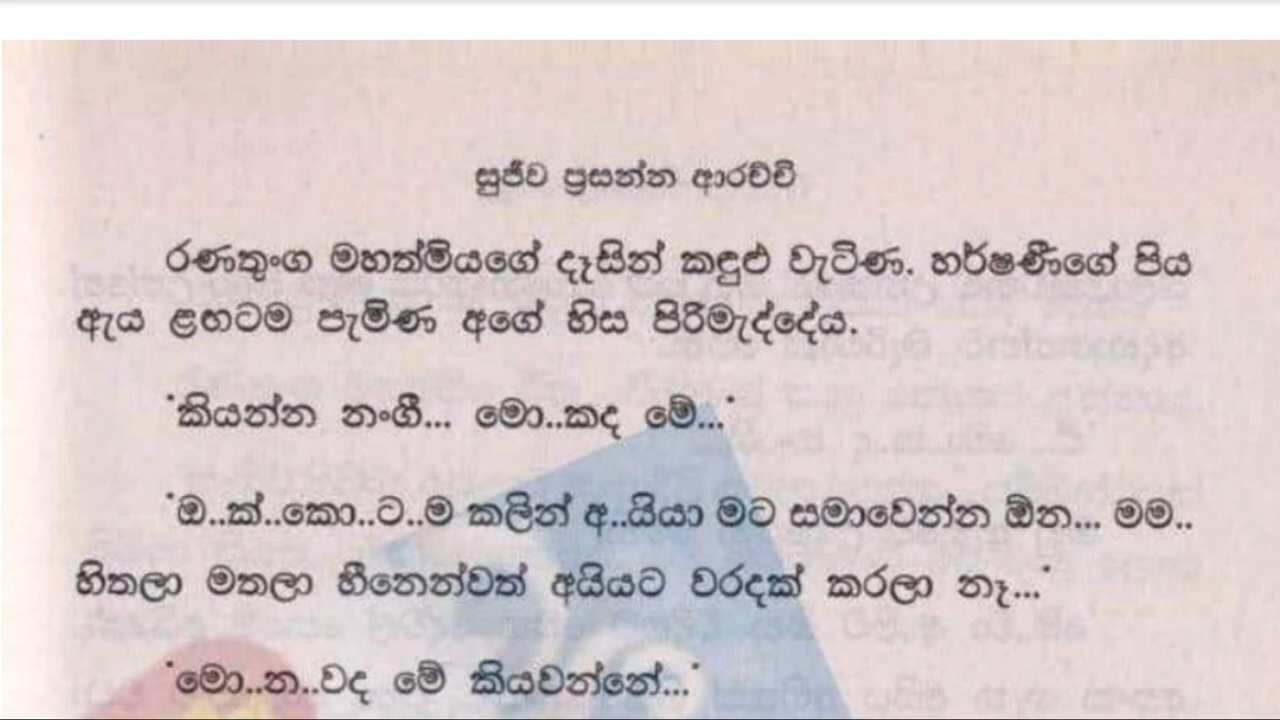 සුජීව ප්‍රසන්න ආරච්චි
රණතුංග මහත්මියගේ දෑසින් කඳුළු වැටිණ. හර්ෂණීගේ පිය
ඇය ළඟටම පැමිණ අගේ හිස පිරිමැද්දේය.
'කියන්න නංගී... මො..කද මේ...'
'ඔ..ක්..කො..ට..ම කලින් අ..යියා මට සමාවෙන්න ඕන... මම..
හිතලා මතලා හීනෙන්වත් අයියට වරදක් කරලා නෑ...'
'මො..න..වද මේ කියවන්නේ...'